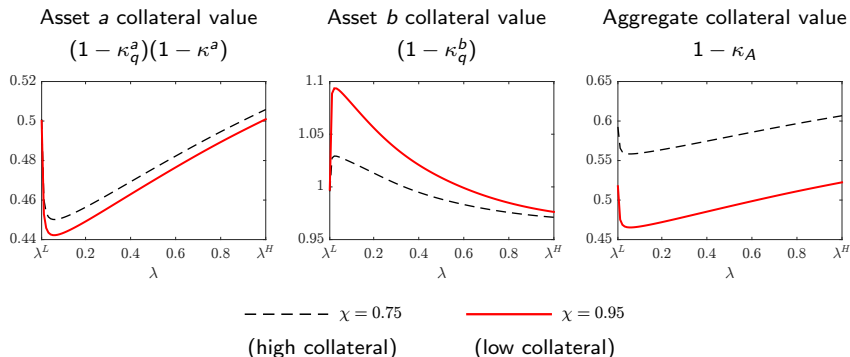 Asset a collateral value
(1 − κ_q^a)(1 − κ^a)
0.52
0.5
0.48
0.46
0.44
λ^L 0.2 0.4 0.6 0.8 λ^H
λ
Asset b collateral value
(1 − κ_q^b)
1.1
1.05
1
0.95
λ^L 0.2 0.4 0.6 0.8 λ^H
λ
Aggregate collateral value
1 − κ_A
0.65
0.6
0.55
0.5
0.45
λ^L 0.2 0.4 0.6 0.8 λ^H
λ
χ = 0.75 χ = 0.95
(high collateral) (low collateral)